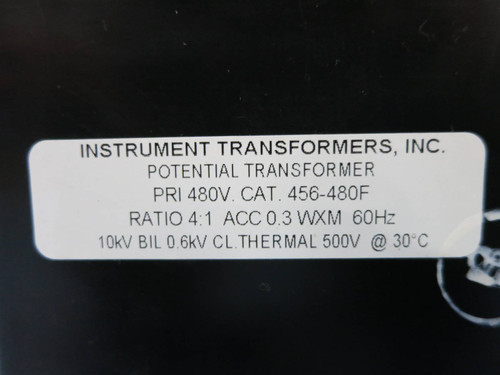 INSTRUMENT TRANSFORMERS, INC.
POTENTIAL TRANSFORMER
PRI 480V. CAT. 456-480F
RATIO 4:1 ACC 0.3 WXM 60Hz
10kV BIL 0.6kV CL.THERMAL 500V @ 30°C